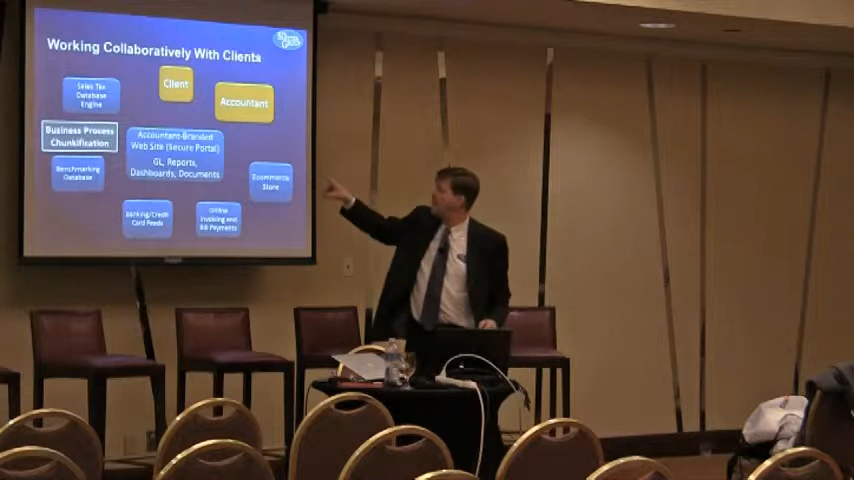 Working Collaboratively With Clients
Client
Sales Tax
Database
Engine
Accountant
Business Process
Chunkification
Accountant-Branded
Web Site (Secure Portal)
GL, Reports,
Dashboards, Documents
Benchmarking
Database
Ecommerce
Store
Banking/Credit
Card Feeds
Online
Invoicing and
Bill Payments